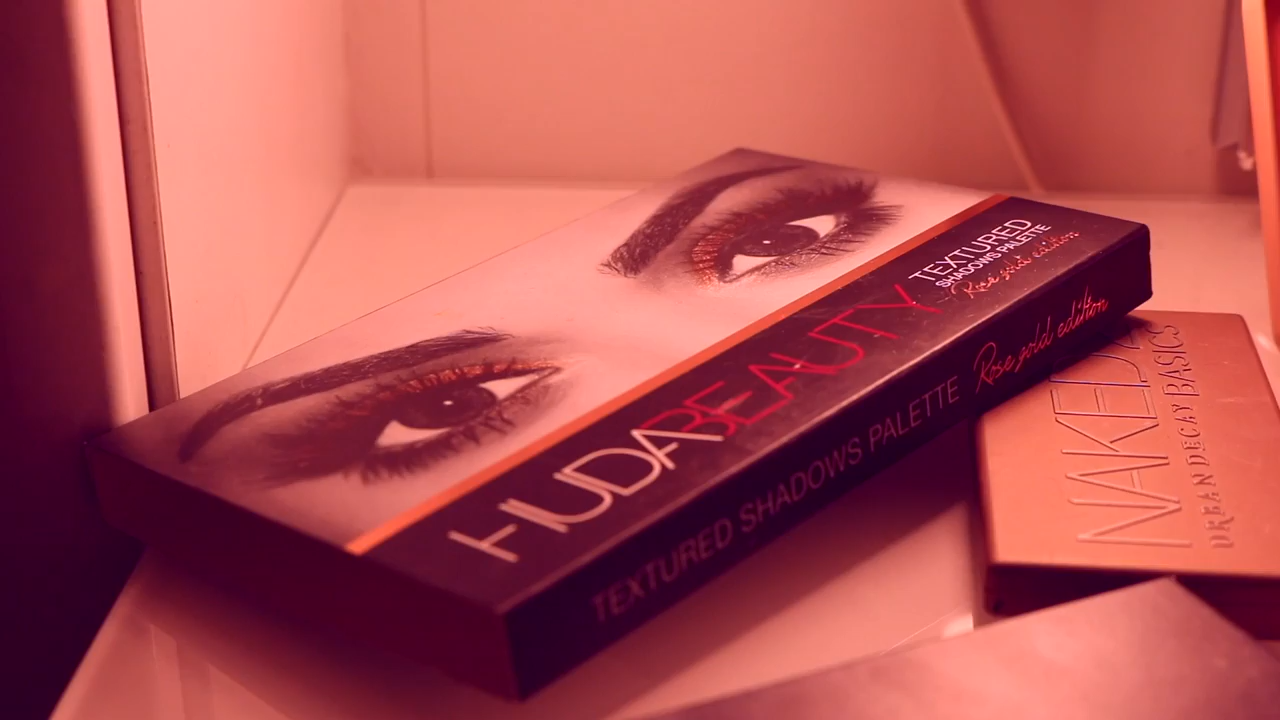 HUDABEAUTY
TEXTURED
SHADOWS PALETTE
Rose gold edition
TEXTURED SHADOWS PALETTE Rose gold edition
NAKED
URBAN DECAY BASICS